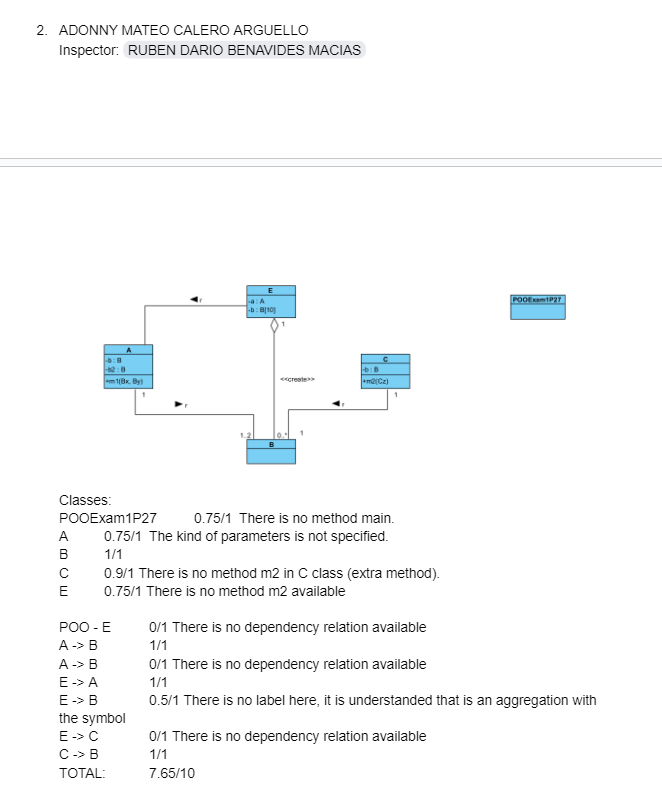 2. ADONNY MATEO CALERO ARGUELLO
Inspector: RUBEN DARIO BENAVIDES MACIAS
E
-a : A
-b : B[10]
1
r
POOExam1P27
A
-b : B
-b2 : B
+m1(Bx, By)
1
r
<<create>>
C
-b : B
+m2(Cz)
1
r
1..2
0..*
1
B
Classes:
POOExam1P27 0.75/1 There is no method main.
A 0.75/1 The kind of parameters is not specified.
B 1/1
C 0.9/1 There is no method m2 in C class (extra method).
E 0.75/1 There is no method m2 available
POO - E 0/1 There is no dependency relation available
A -> B 1/1
A -> B 0/1 There is no dependency relation available
E -> A 1/1
E -> B 0.5/1 There is no label here, it is understanded that is an aggregation with
the symbol
E -> C 0/1 There is no dependency relation available
C -> B 1/1
TOTAL: 7.65/10